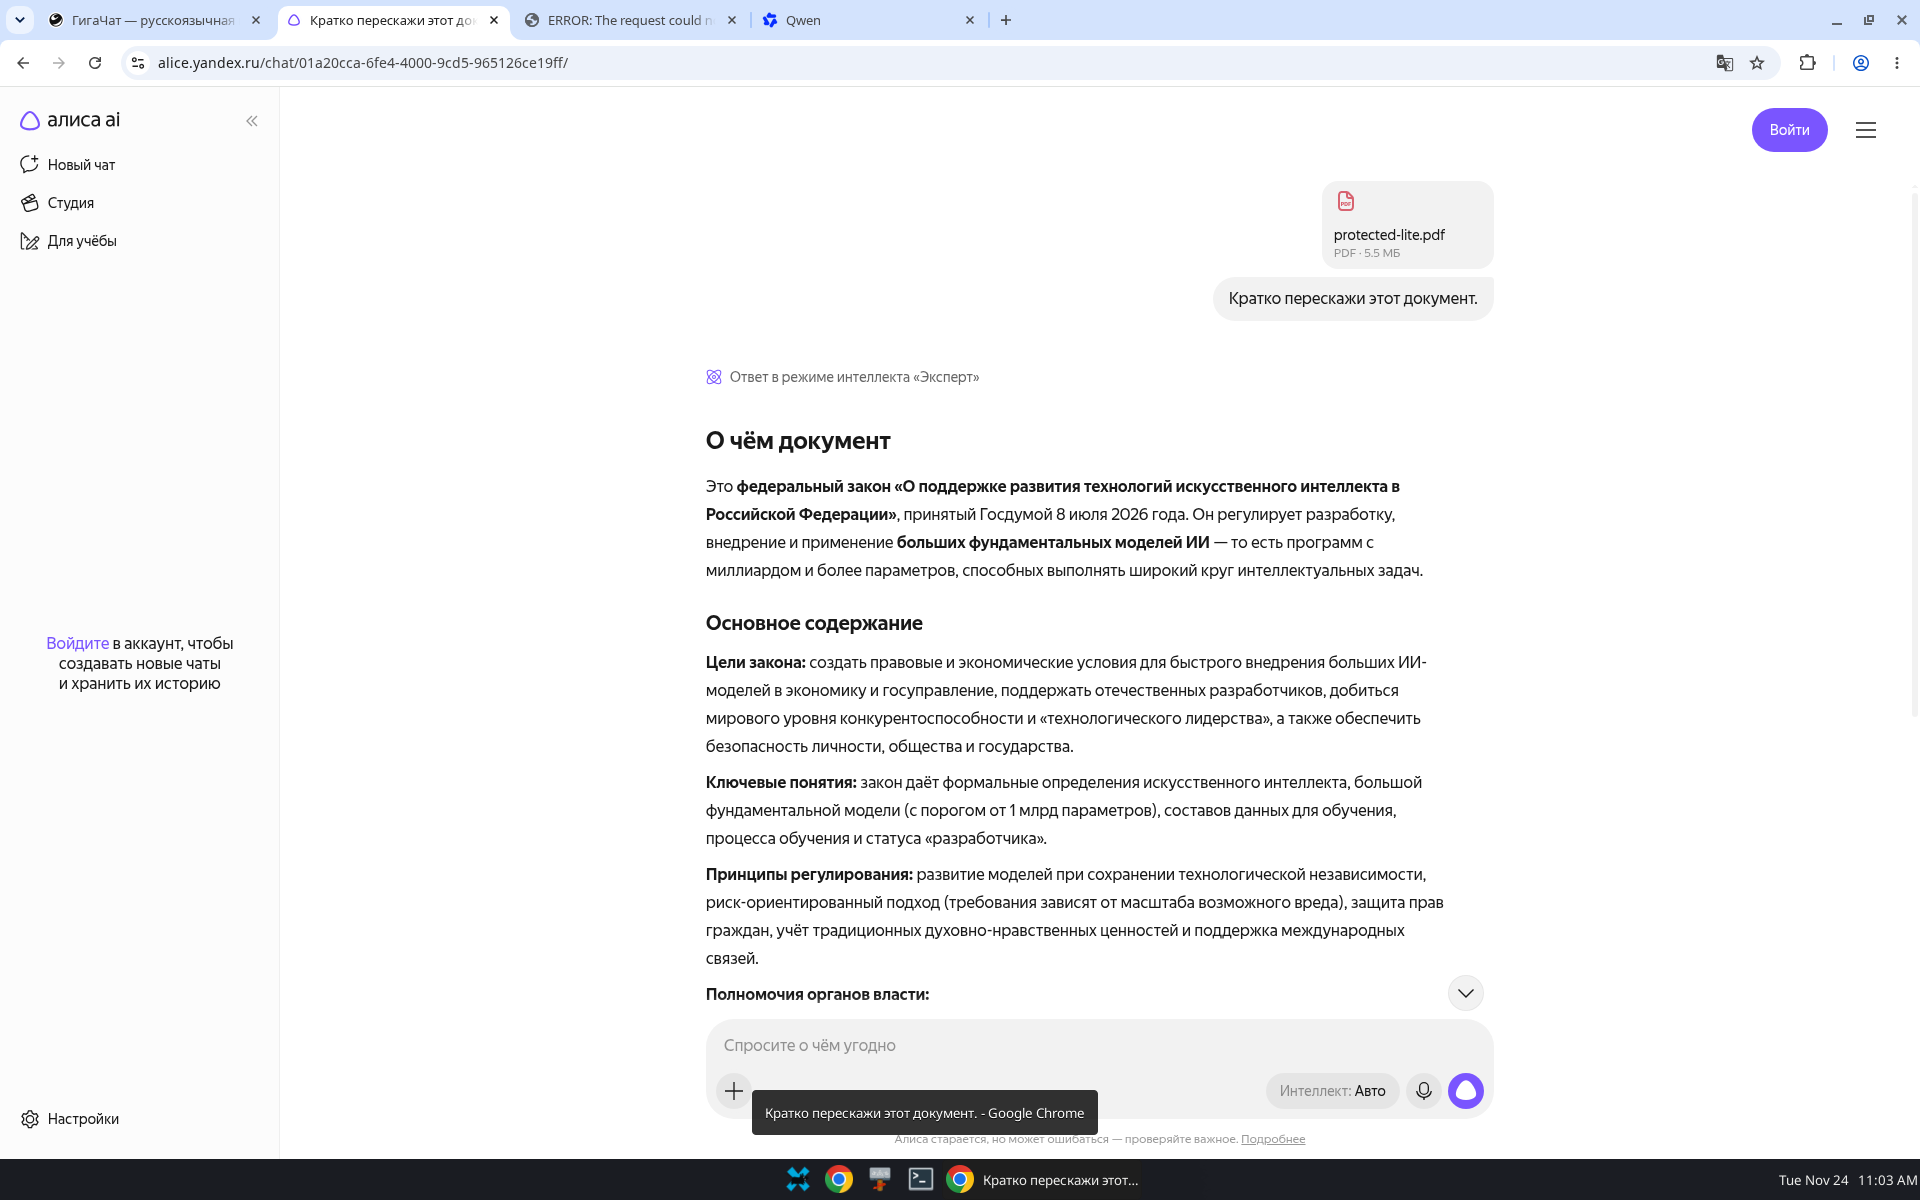 ГигаЧат — русскоязычная
Кратко перескажи этот до
ERROR: The request could n
Qwen
alice.yandex.ru/chat/01a20cca-6fe4-4000-9cd5-965126ce19ff/
алиса ai
Новый чат
Студия
Для учёбы
Войдите в аккаунт, чтобы
создавать новые чаты
и хранить их историю
Настройки
Войти
PDF
protected-lite.pdf
PDF · 5.5 МБ
Кратко перескажи этот документ.
Ответ в режиме интеллекта «Эксперт»
О чём документ
Это федеральный закон «О поддержке развития технологий искусственного интеллекта в
Российской Федерации», принятый Госдумой 8 июля 2026 года. Он регулирует разработку,
внедрение и применение больших фундаментальных моделей ИИ — то есть программ с
миллиардом и более параметров, способных выполнять широкий круг интеллектуальных задач.
Основное содержание
Цели закона: создать правовые и экономические условия для быстрого внедрения больших ИИ-
моделей в экономику и госуправление, поддержать отечественных разработчиков, добиться
мирового уровня конкурентоспособности и «технологического лидерства», а также обеспечить
безопасность личности, общества и государства.
Ключевые понятия: закон даёт формальные определения искусственного интеллекта, большой
фундаментальной модели (с порогом от 1 млрд параметров), составов данных для обучения,
процесса обучения и статуса «разработчика».
Принципы регулирования: развитие моделей при сохранении технологической независимости,
риск-ориентированный подход (требования зависят от масштаба возможного вреда), защита прав
граждан, учёт традиционных духовно-нравственных ценностей и поддержка международных
связей.
Полномочия органов власти:
Спросите о чём угодно
Интеллект: Авто
Кратко перескажи этот документ. - Google Chrome
Алиса старается, но может ошибаться — проверяйте важное. Подробнее
Кратко перескажи этот...
Tue Nov 24 11:03 AM